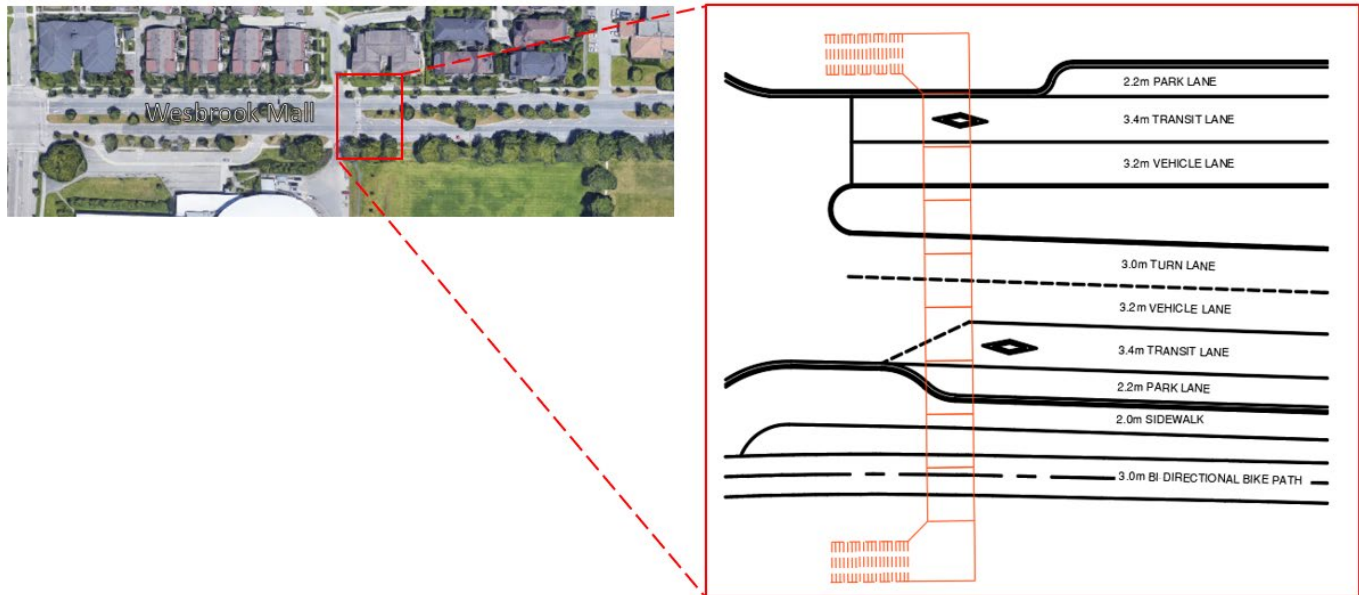 Wesbrook Mall
2.2m PARK LANE
3.4m TRANSIT LANE
3.2m VEHICLE LANE
3.0m TURN LANE
3.2m VEHICLE LANE
3.4m TRANSIT LANE
2.2m PARK LANE
2.0m SIDEWALK
3.0m BI-DIRECTIONAL BIKE PATH